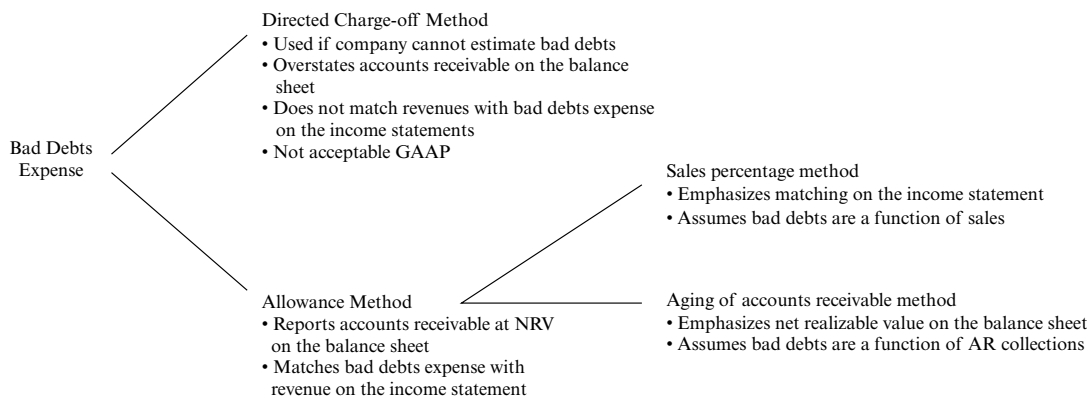 Bad Debts
Expense
Directed Charge-off Method
• Used if company cannot estimate bad debts
• Overstates accounts receivable on the balance
sheet
• Does not match revenues with bad debts expense
on the income statements
• Not acceptable GAAP
Allowance Method
• Reports accounts receivable at NRV
on the balance sheet
• Matches bad debts expense with
revenue on the income statement
Sales percentage method
• Emphasizes matching on the income statement
• Assumes bad debts are a function of sales
Aging of accounts receivable method
• Emphasizes net realizable value on the balance sheet
• Assumes bad debts are a function of AR collections